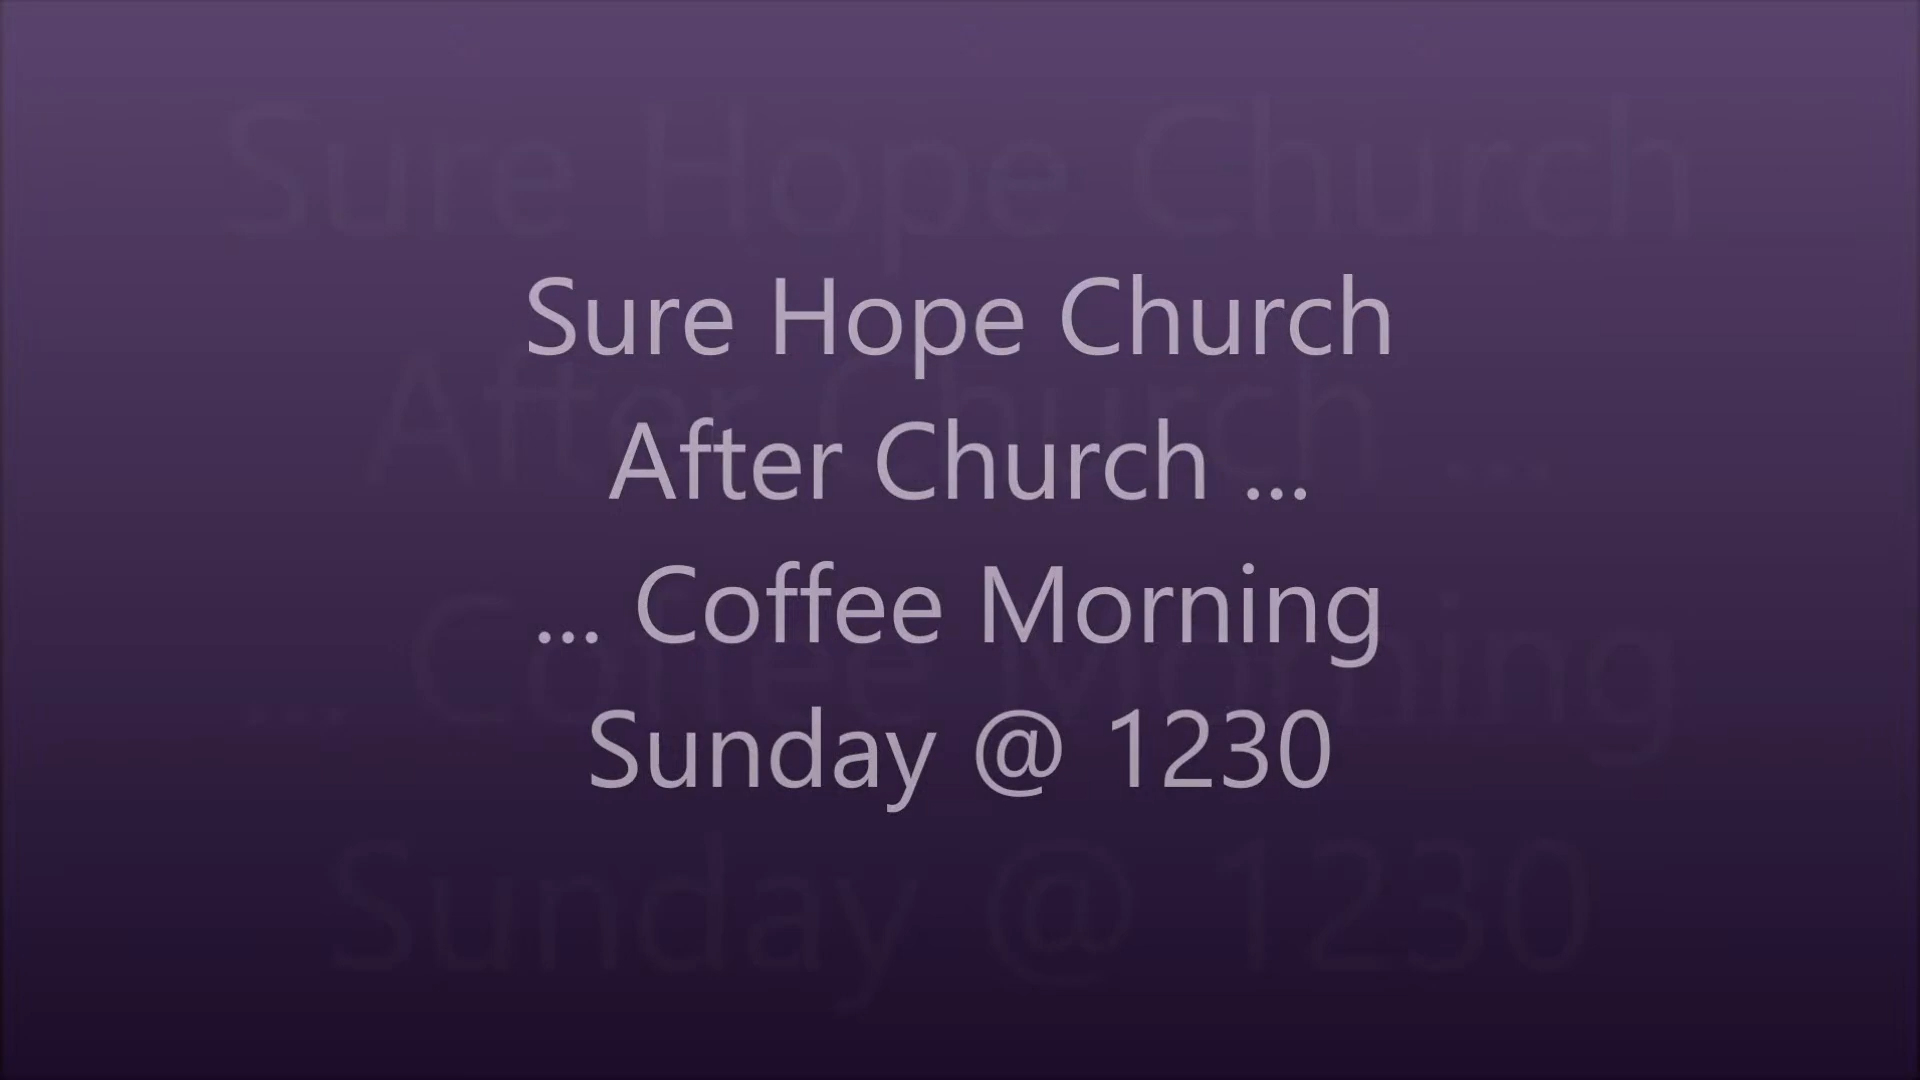 Sure Hope Church
After Church ...
... Coffee Morning
Sunday @ 1230